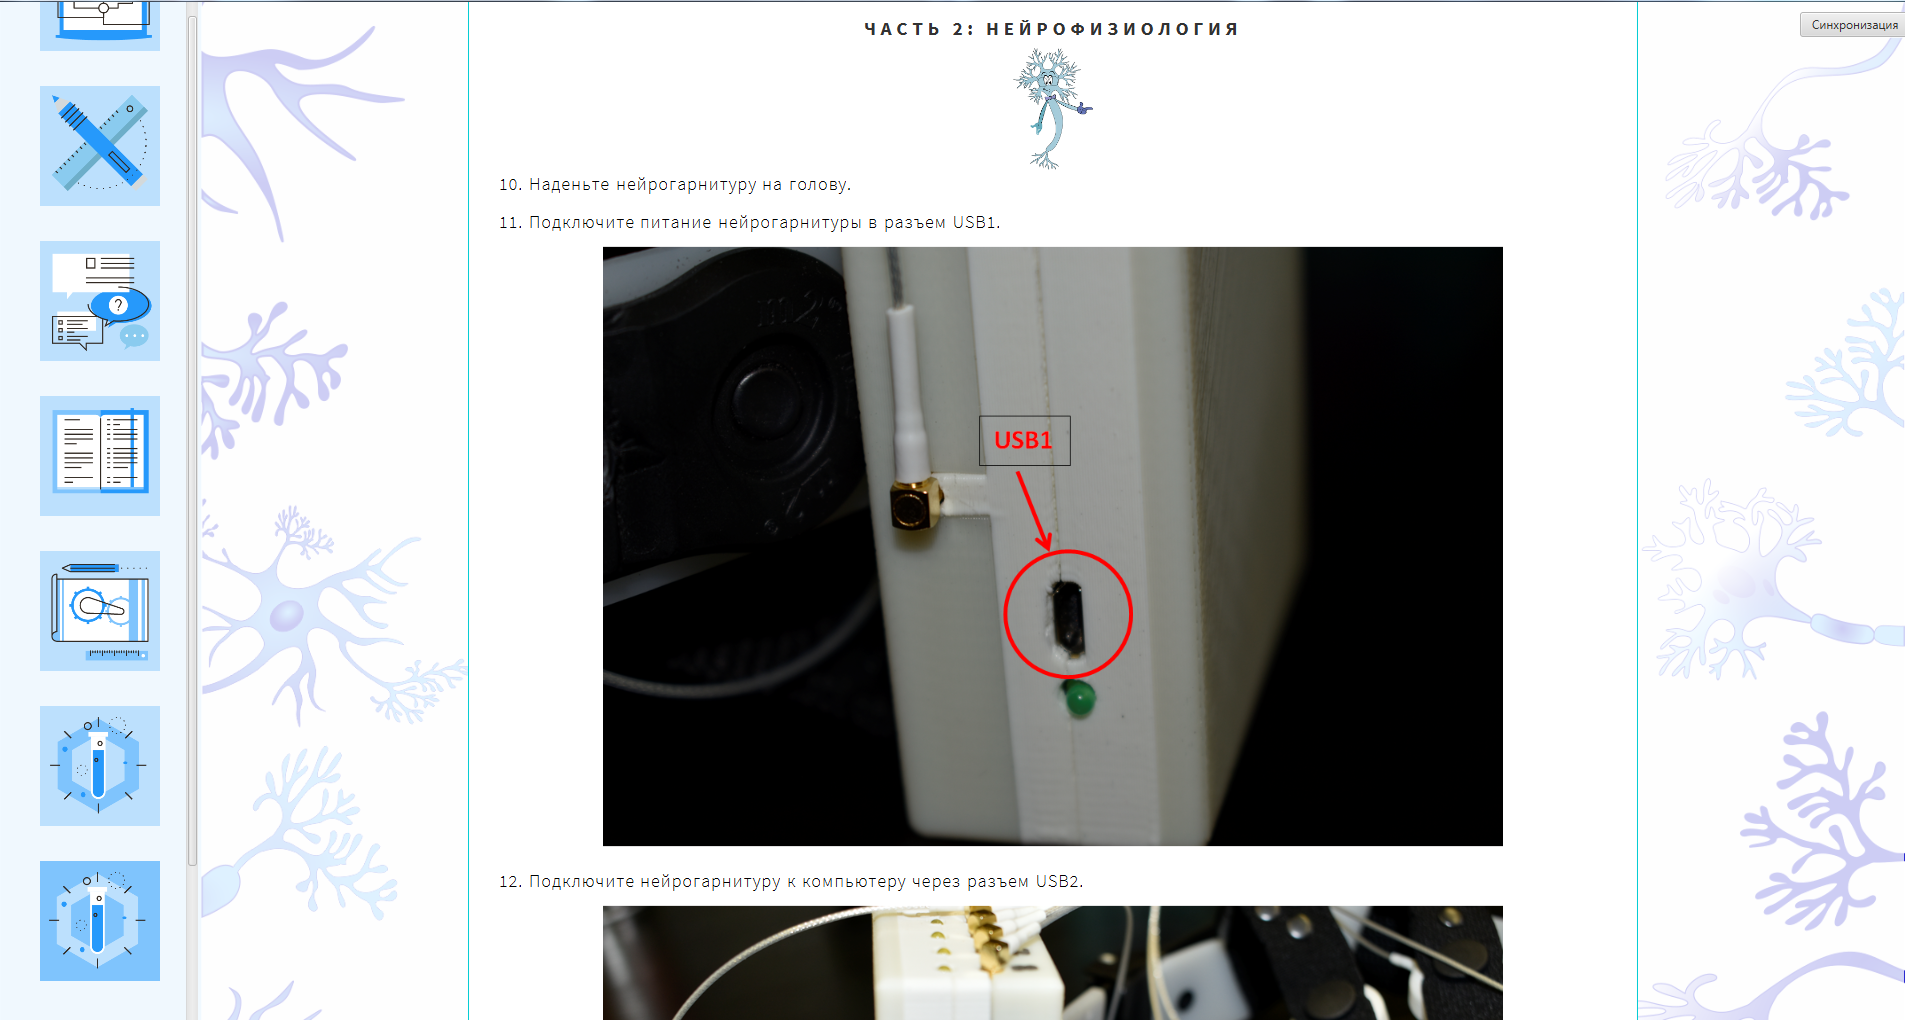 ЧАСТЬ 2: НЕЙРОФИЗИОЛОГИЯ
Синхронизация
10. Наденьте нейрогарнитуру на голову.
11. Подключите питание нейрогарнитуры в разъем USB1.
USB1
12. Подключите нейрогарнитуру к компьютеру через разъем USB2.